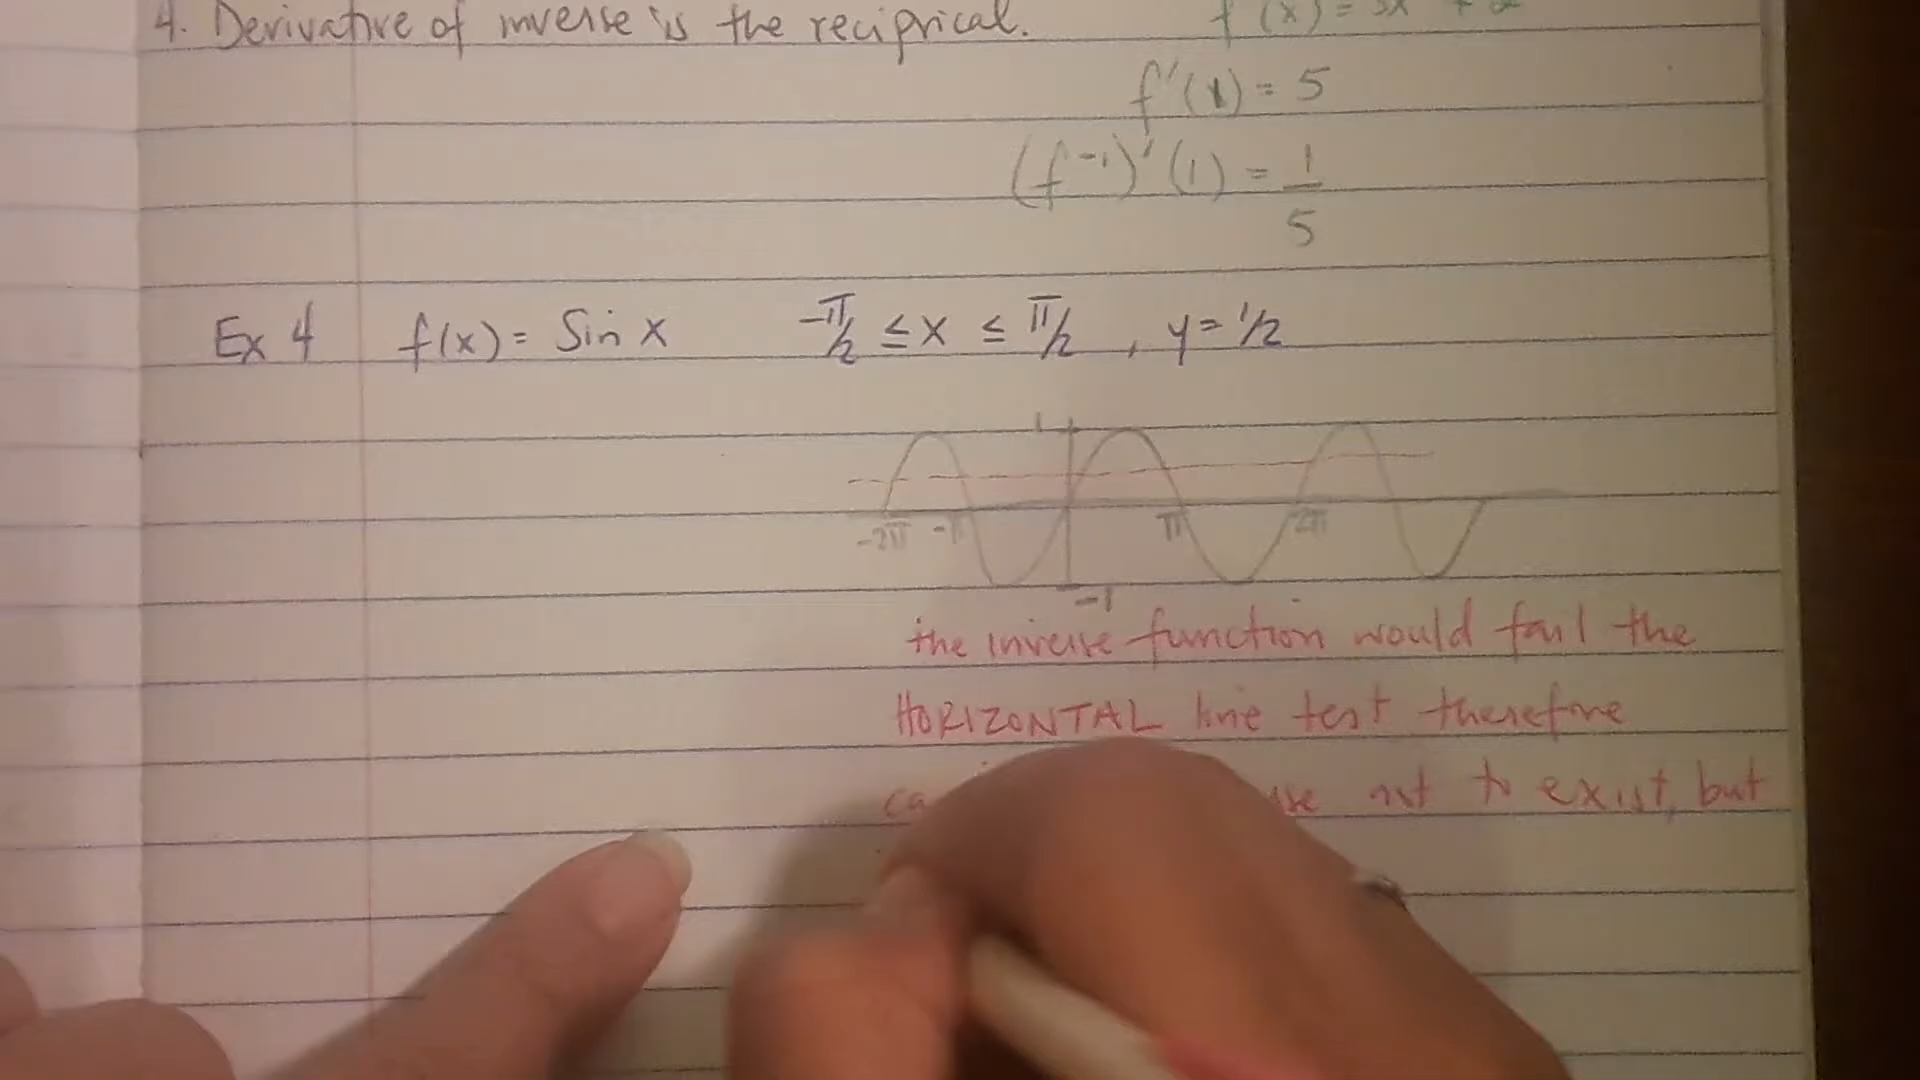 4. Derivative of inverse is the reciprical.
f'(1) = 5
(f⁻¹)'(1) = 1/5
Ex 4 f(x) = Sin x -π/2 ≤ x ≤ π/2, y = 1/2
1
-2π -π π 2π
-1
the inverse function would fail the
HORIZONTAL line test therefore
not to exist, but